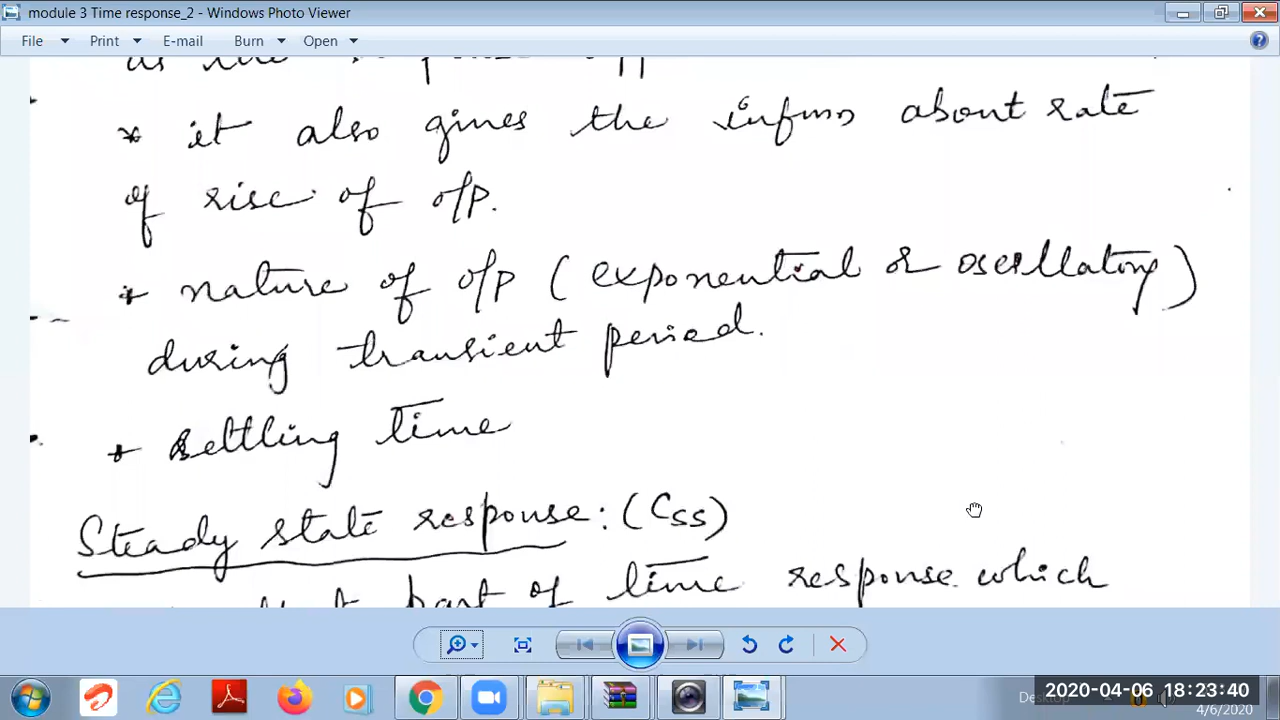 module 3 Time response_2 - Windows Photo Viewer
File Print E-mail Burn Open
* it also gives the about rate
of rise of o/p.
* nature of o/p ( exponential or oscillatory )
during transient period.
* settling time
Steady state response : (Css)
part of time response which
Desktop
2020-04-06 18:23:40
4/6/2020